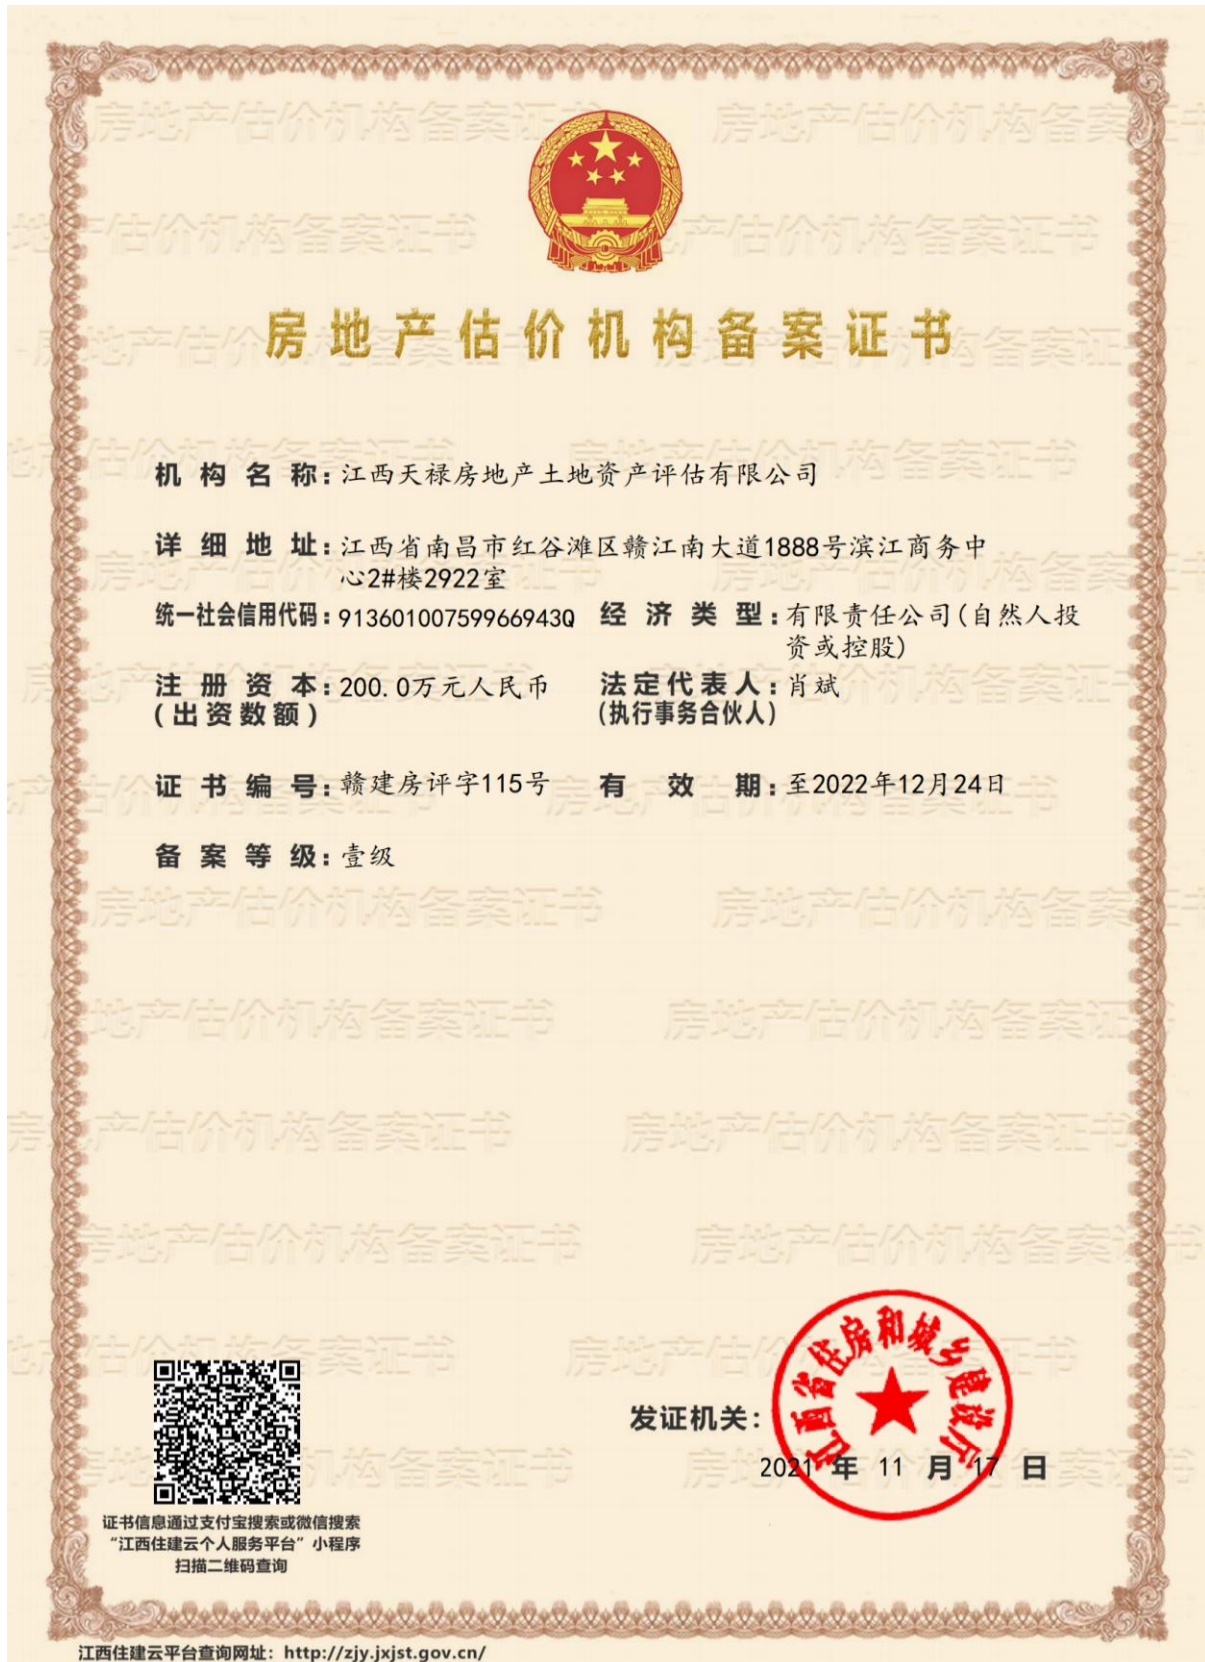 房地产估价机构备案证书
机构名称：江西天禄房地产土地资产评估有限公司
详细地址：江西省南昌市红谷滩区赣江南大道1888号滨江商务中
心2#楼2922室
统一社会信用代码：91360100759966943Q 经济类型：有限责任公司(自然人投
资或控股)
注册资本：200.0万元人民币 法定代表人：肖斌
(出资数额) (执行事务合伙人)
证书编号：赣建房评字115号 有效期：至2022年12月24日
备案等级：壹级
江西省住房和城乡建设厅
发证机关：
2021 年 11 月 17 日
证书信息通过支付宝搜索或微信搜索
“江西住建云个人服务平台”小程序
扫描二维码查询
江西住建云平台查询网址：http://zjy.jxjst.gov.cn/